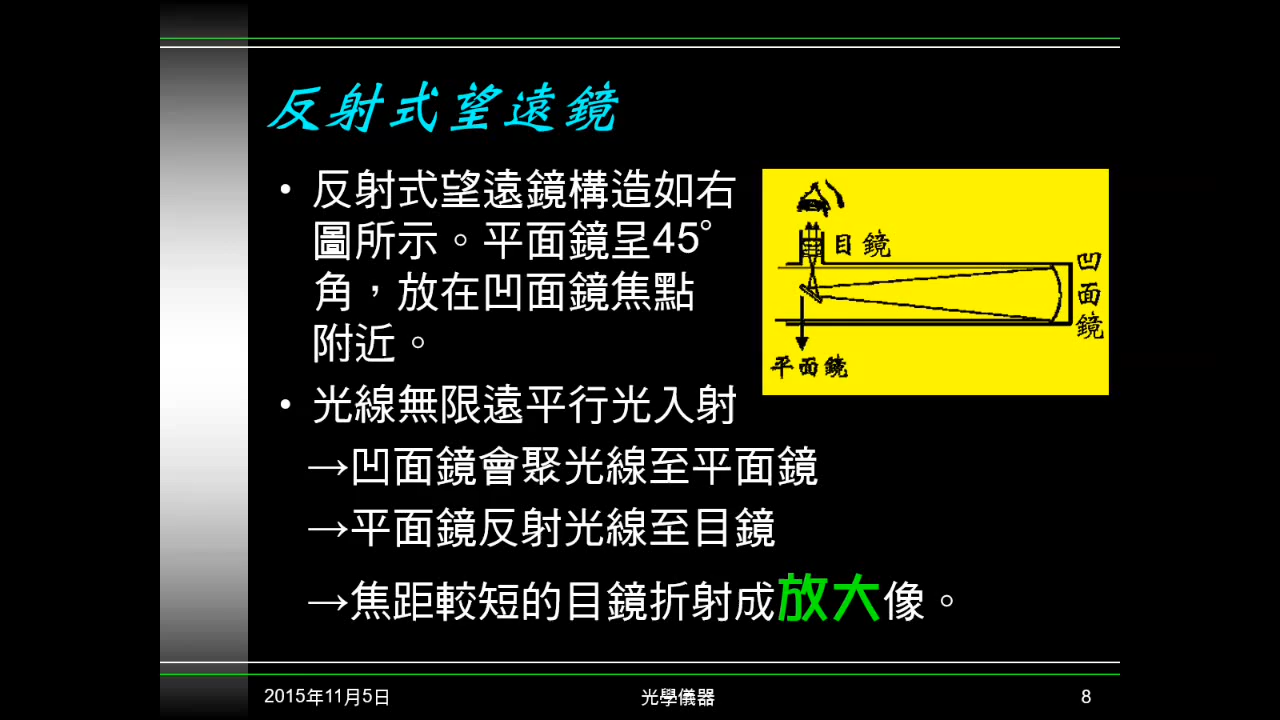 反射式望遠鏡
• 反射式望遠鏡構造如右
圖所示。平面鏡呈45°
角，放在凹面鏡焦點
附近。
目鏡
凹面鏡
平面鏡
• 光線無限遠平行光入射
→凹面鏡會聚光線至平面鏡
→平面鏡反射光線至目鏡
→焦距較短的目鏡折射成放大像。
2015年11月5日
光學儀器
8